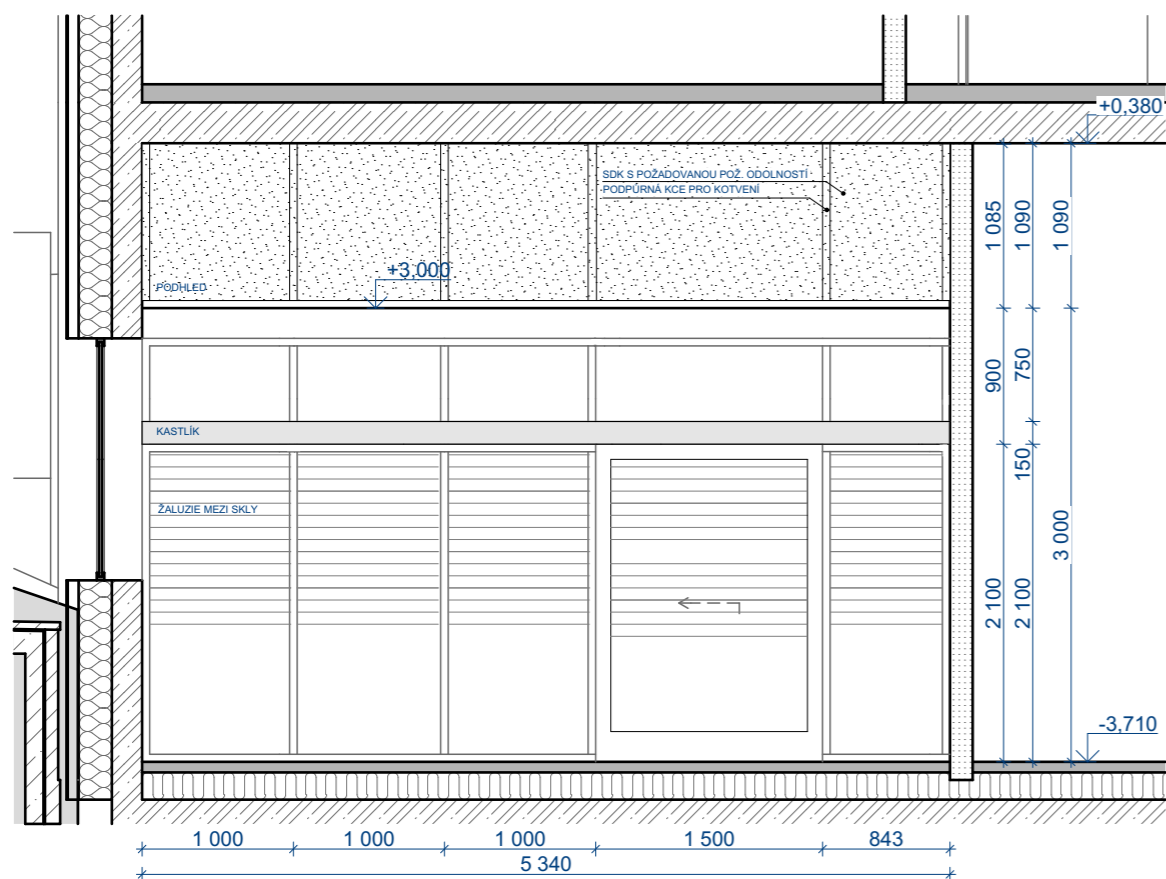 +0,380
SDK S POŽADOVANOU POŽ. ODOLNOSTÍ
PODPŮRNÁ KCE PRO KOTVENÍ
1 085
1 090
1 090
+3,000
PODHLED
900
750
KASTLÍK
150
ŽALUZIE MEZI SKLY
3 000
2 100
2 100
-3,710
1 000 1 000 1 000 1 500 843
5 340